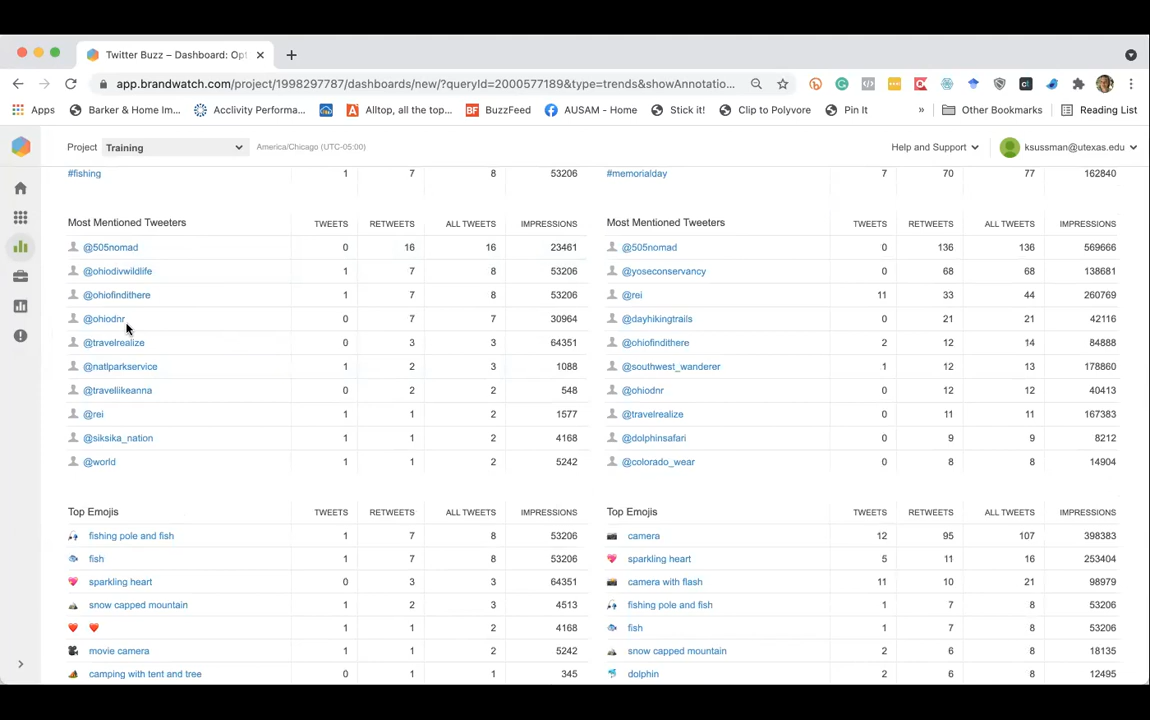 Twitter Buzz – Dashboard: Op
app.brandwatch.com/project/1998297787/dashboards/new/?queryId=2000577189&type=trends&showAnnotatio...
Apps Barker & Home Im... Acclivity Performa... Alltop, all the top... BuzzFeed AUSAM - Home Stick it! Clip to Polyvore Pin It » Other Bookmarks Reading List
Project Training America/Chicago (UTC-05:00) Help and Support ksussman@utexas.edu
#fishing 1 7 8 53206 #memorialday 7 70 77 162840
Most Mentioned Tweeters TWEETS RETWEETS ALL TWEETS IMPRESSIONS Most Mentioned Tweeters TWEETS RETWEETS ALL TWEETS IMPRESSIONS
@505nomad 0 16 16 23461 @505nomad 0 136 136 569666
@ohiodivwildlife 1 7 8 53206 @yoseconservancy 0 68 68 138681
@ohiofindithere 1 7 8 53206 @rei 11 33 44 260769
@ohiodnr 0 7 7 30964 @dayhikingtrails 0 21 21 42116
@travelrealize 0 3 3 64351 @ohiofindithere 2 12 14 84888
@natlparkservice 1 2 3 1088 @southwest_wanderer 1 12 13 178860
@travellikeanna 0 2 2 548 @ohiodnr 0 12 12 40413
@rei 1 1 2 1577 @travelrealize 0 11 11 167383
@siksika_nation 1 1 2 4168 @dolphinsafari 0 9 9 8212
@world 1 1 2 5242 @colorado_wear 0 8 8 14904
Top Emojis TWEETS RETWEETS ALL TWEETS IMPRESSIONS Top Emojis TWEETS RETWEETS ALL TWEETS IMPRESSIONS
fishing pole and fish 1 7 8 53206 camera 12 95 107 398383
fish 1 7 8 53206 sparkling heart 5 11 16 253404
sparkling heart 0 3 3 64351 camera with flash 11 10 21 98979
snow capped mountain 1 2 3 4513 fishing pole and fish 1 7 8 53206
1 1 2 4168 fish 1 7 8 53206
movie camera 1 1 2 5242 snow capped mountain 2 6 8 18135
camping with tent and tree 0 1 1 345 dolphin 2 6 8 12495